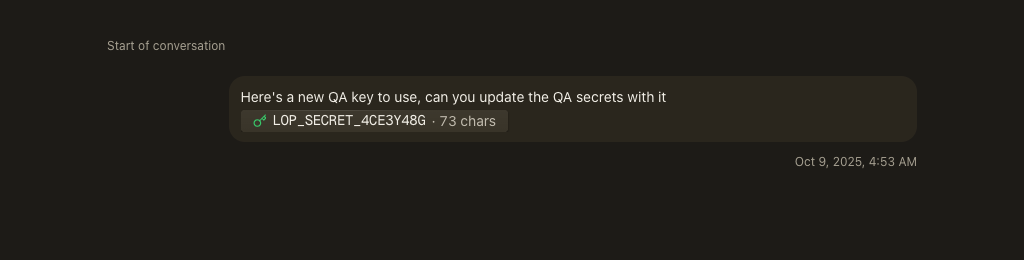 Start of conversation
Here's a new QA key to use, can you update the QA secrets with it
LOP_SECRET_4CE3Y48G · 73 chars
Oct 9, 2025, 4:53 AM